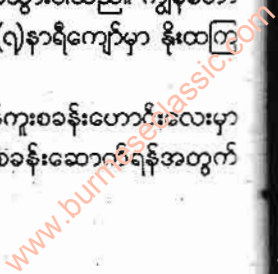 (၇)နာရီကျော်မှာ နိုးထကြ
ကူးစခန်းဟောင်းလေးမှာ
စခန်းဆောက်ရန်အတွက်
www.burmeseclassic.com